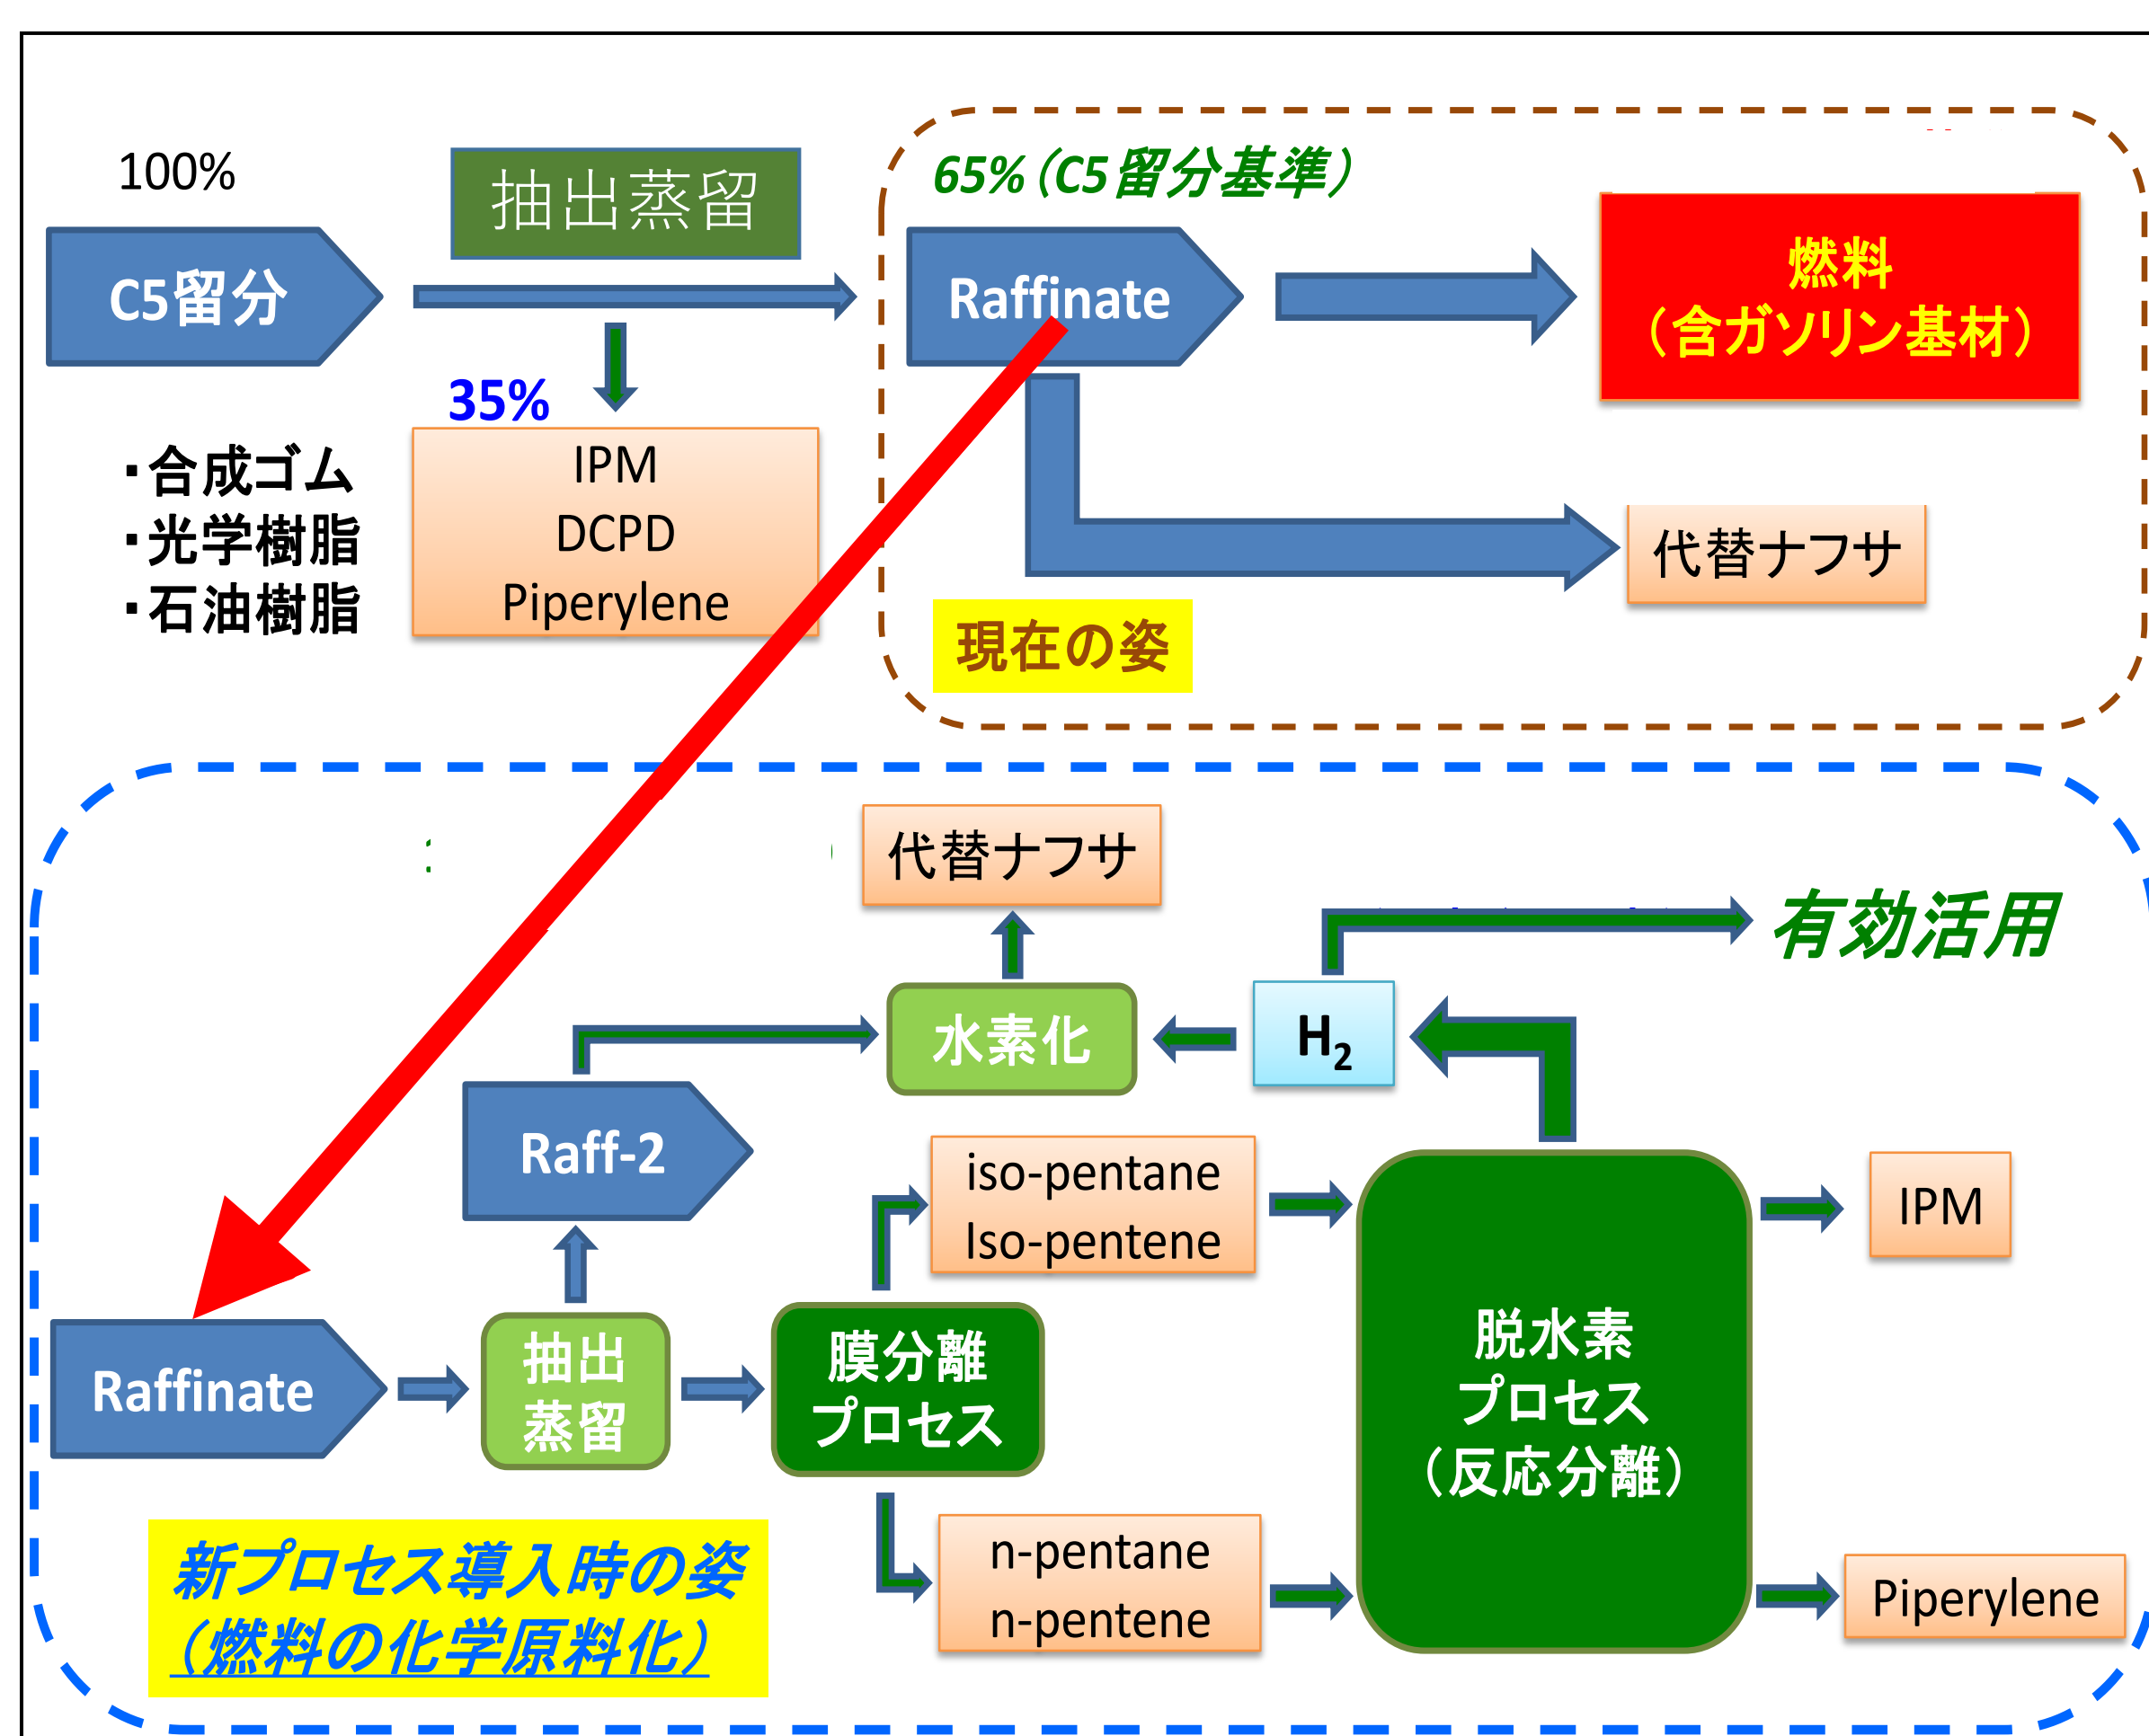 100%
抽出蒸留
65%(C5留分基準)
C5留分
Raffinate
燃料
(含ガソリン基材)
35%
・合成ゴム
・光学樹脂
・石油樹脂
IPM
DCPD
Piperylene
代替ナフサ
現在の姿
代替ナフサ
有効活用
水素化
H2
Raff-2
iso-pentane
Iso-pentene
IPM
Raffinate
抽出
蒸留
膜分離
プロセス
脱水素
プロセス
(反応分離)
n-pentane
n-pentene
Piperylene
新プロセス導入時の姿
(燃料の化学原料化)